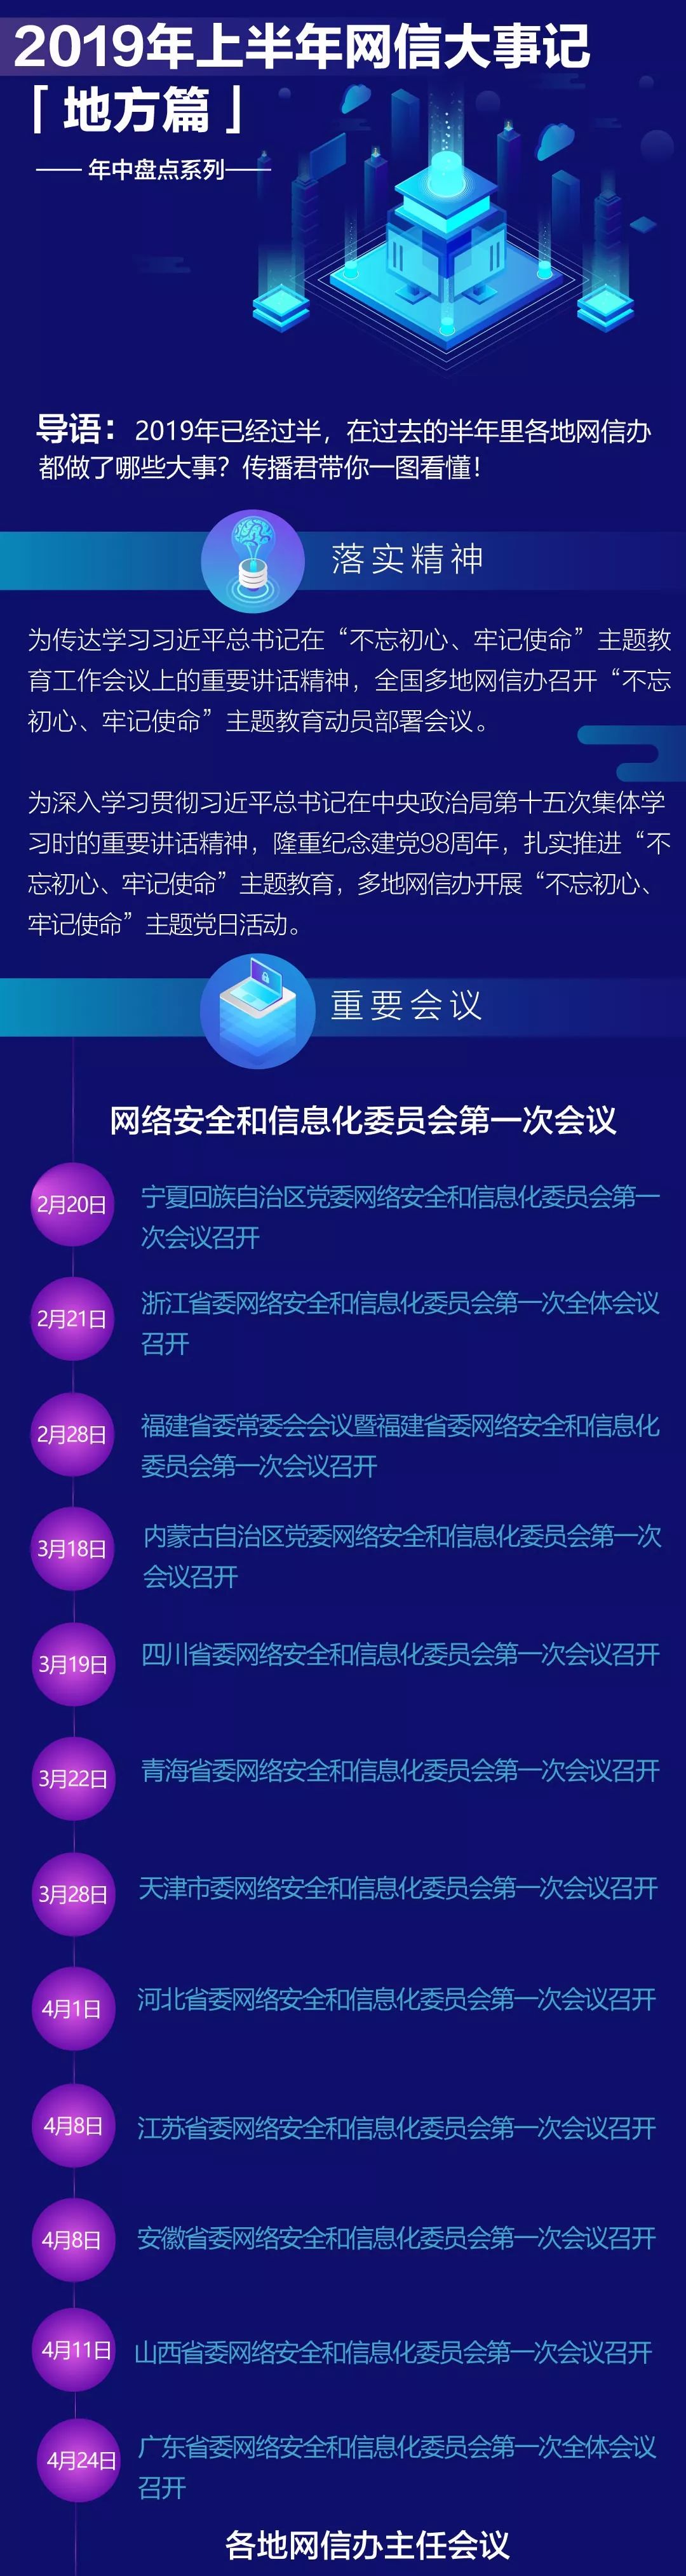 2019年上半年网信大事记
「地方篇」
—— 年中盘点系列——
导语：2019年已经过半，在过去的半年里各地网信办
都做了哪些大事？传播君带你一图看懂！
落实精神
为传达学习习近平总书记在“不忘初心、牢记使命”主题教
育工作会议上的重要讲话精神，全国多地网信办召开“不忘
初心、牢记使命”主题教育动员部署会议。
为深入学习贯彻习近平总书记在中央政治局第十五次集体学
习时的重要讲话精神，隆重纪念建党98周年，扎实推进“不
忘初心、牢记使命”主题教育，多地网信办开展“不忘初心、
牢记使命”主题党日活动。
重要会议
网络安全和信息化委员会第一次会议
2月20日
宁夏回族自治区党委网络安全和信息化委员会第一
次会议召开
2月21日
浙江省委网络安全和信息化委员会第一次全体会议
召开
2月28日
福建省委常委会会议暨福建省委网络安全和信息化
委员会第一次会议召开
3月18日
内蒙古自治区党委网络安全和信息化委员会第一次
会议召开
3月19日
四川省委网络安全和信息化委员会第一次会议召开
3月22日
青海省委网络安全和信息化委员会第一次会议召开
3月28日
天津市委网络安全和信息化委员会第一次会议召开
4月1日
河北省委网络安全和信息化委员会第一次会议召开
4月8日
江苏省委网络安全和信息化委员会第一次会议召开
4月8日
安徽省委网络安全和信息化委员会第一次会议召开
4月11日
山西省委网络安全和信息化委员会第一次会议召开
4月24日
广东省委网络安全和信息化委员会第一次全体会议
召开
各地网信办主任会议